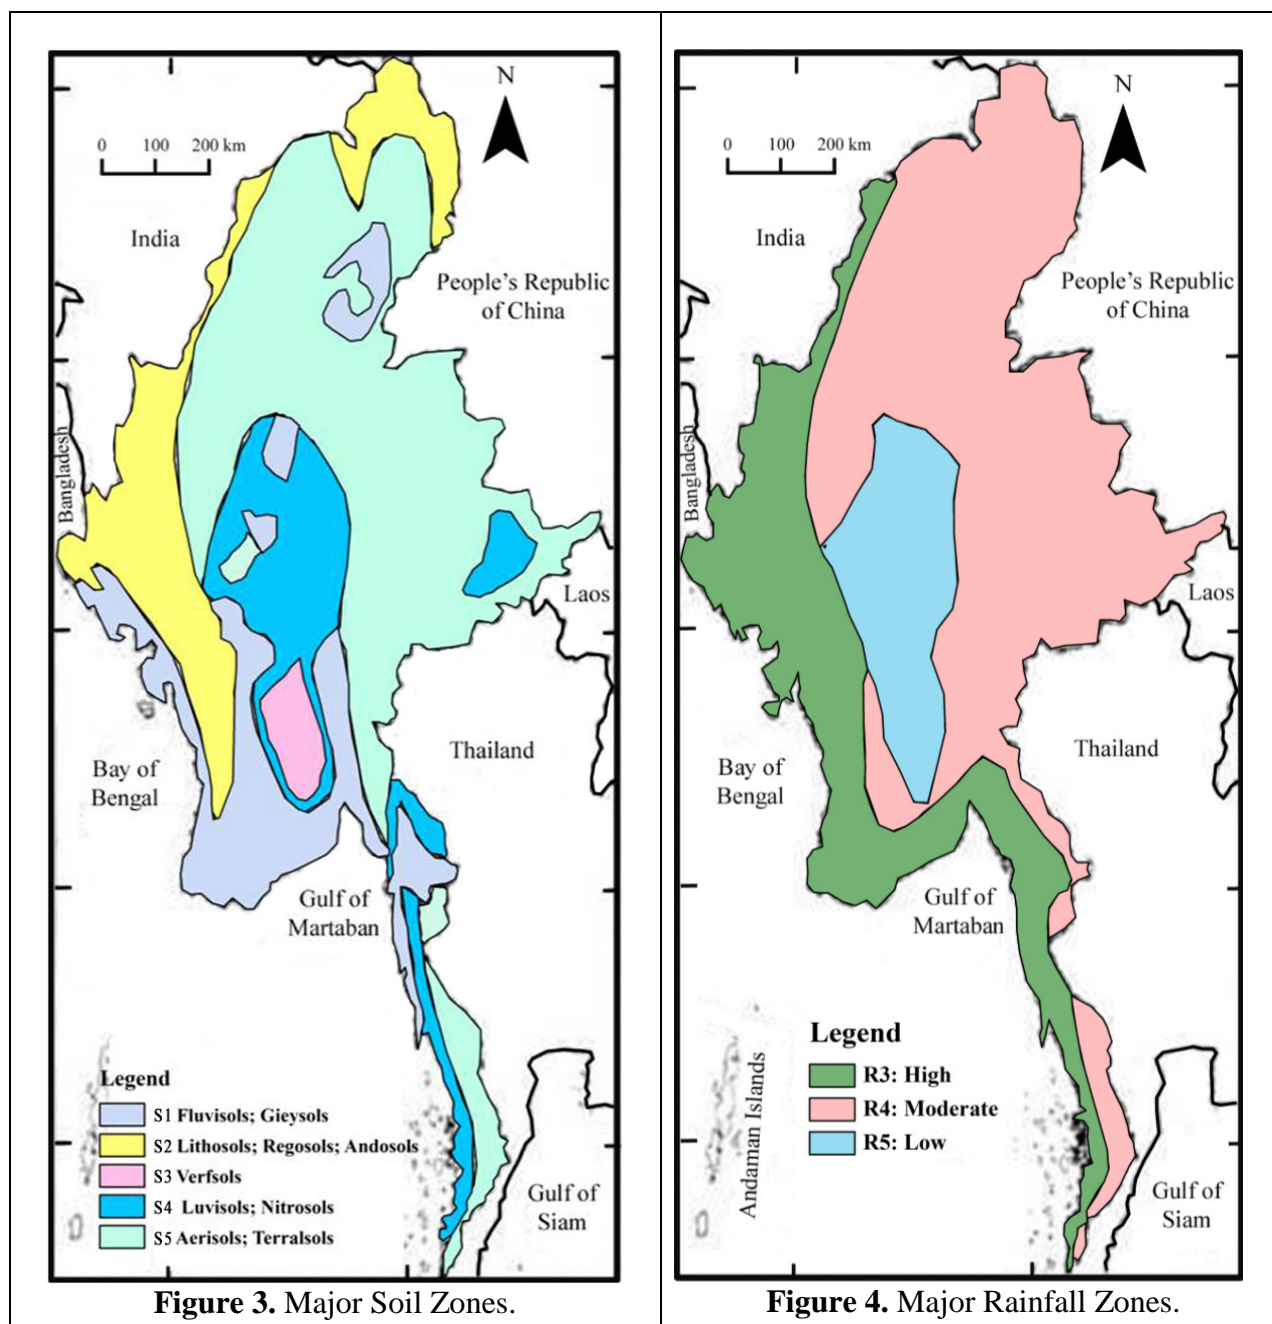 N
0 100 200 km
India
People's Republic
of China
Bangladesh
Laos
Thailand
Bay of
Bengal
Gulf of
Martaban
Legend
S1 Fluvisols; Gieysols
S2 Lithosols; Regosols; Andosols
S3 Verfsols
S4 Luvisols; Nitrosols
S5 Aerisols; Terralsols
Gulf of
Siam
Figure 3. Major Soil Zones.
N
0 100 200 km
India
People's Republic
of China
Bangladesh
Laos
Thailand
Bay of
Bengal
Gulf of
Martaban
Legend
R3: High
R4: Moderate
R5: Low
Andaman Islands
Gulf of
Siam
Figure 4. Major Rainfall Zones.